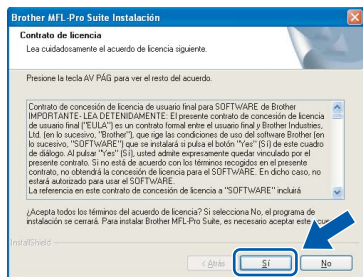 Brother MFL-Pro Suite Instalación
Contrato de licencia
Lea cuidadosamente el acuerdo de licencia siguiente.
Presione la tecla AV PÁG para ver el resto del acuerdo.
Contrato de concesión de licencia de usuario final para SOFTWARE de Brother
IMPORTANTE- LEA DETENIDAMENTE: El presente contrato de concesión de licencia
de usuario final ("EULA") es un contrato formal entre el usuario final y Brother Industries,
Ltd. (en lo sucesivo, "Brother"), que rige las condiciones de uso del software Brother (en
lo sucesivo, "SOFTWARE") que se instalará si pulsa el botón "Yes" (Sí) de este cuadro
de diálogo. Al pulsar "Yes" (Sí), usted admite expresamente quedar vinculado por el
presente contrato. Si no está de acuerdo con los términos recogidos en el presente
contrato, no obtendrá la concesión de licencia para el SOFTWARE. En dicho caso, no
estará autorizado para usar el SOFTWARE.
La referencia en este contrato de concesión de licencia a "SOFTWARE" incluirá
¿Acepta todos los términos del acuerdo de licencia? Si selecciona No, el programa de
instalación se cerrará. Para instalar Brother MFL-Pro Suite, es necesario aceptar este
InstallShield
< Atrás
Sí
No